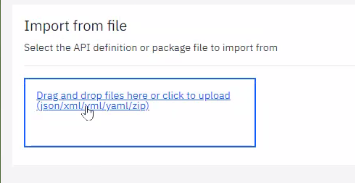 Import from file
Select the API definition or package file to import from
Drag and drop files here or click to upload
(json/xml/yml/yaml/zip)